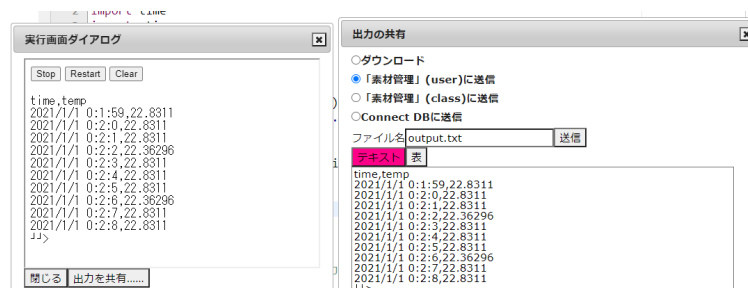 import time
実行画面ダイアログ
Stop Restart Clear
time,temp
2021/1/1 0:1:59,22.8311
2021/1/1 0:2:0,22.8311
2021/1/1 0:2:1,22.8311
2021/1/1 0:2:2,22.36296
2021/1/1 0:2:3,22.8311
2021/1/1 0:2:4,22.8311
2021/1/1 0:2:5,22.8311
2021/1/1 0:2:6,22.36296
2021/1/1 0:2:7,22.8311
2021/1/1 0:2:8,22.8311
閉じる 出力を共有......
出力の共有
ダウンロード
「素材管理」(user)に送信
「素材管理」(class)に送信
Connect DBに送信
ファイル名 output.txt 送信
テキスト 表
time,temp
2021/1/1 0:1:59,22.8311
2021/1/1 0:2:0,22.8311
2021/1/1 0:2:1,22.8311
2021/1/1 0:2:2,22.36296
2021/1/1 0:2:3,22.8311
2021/1/1 0:2:4,22.8311
2021/1/1 0:2:5,22.8311
2021/1/1 0:2:6,22.36296
2021/1/1 0:2:7,22.8311
2021/1/1 0:2:8,22.8311